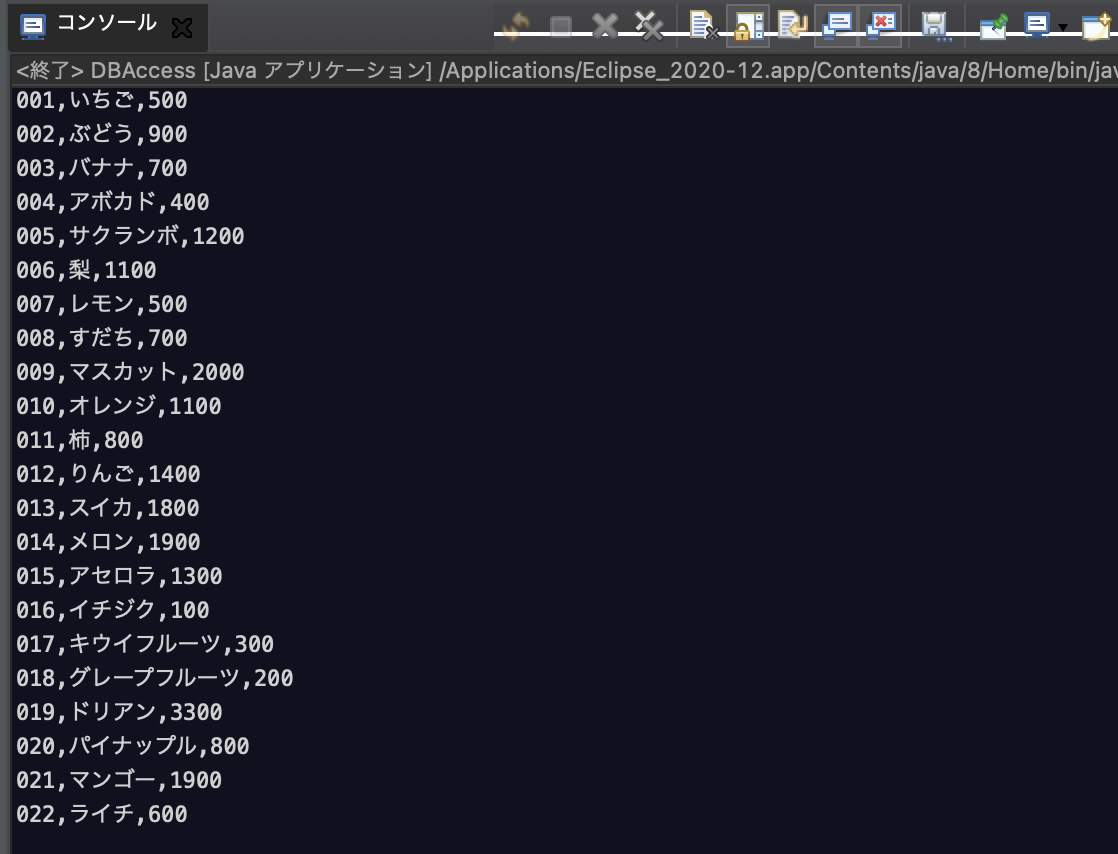 コンソール
<終了> DBAccess [Java アプリケーション] /Applications/Eclipse_2020-12.app/Contents/java/8/Home/bin/jav
001,いちご,500
002,ぶどう,900
003,バナナ,700
004,アボカド,400
005,サクランボ,1200
006,梨,1100
007,レモン,500
008,すだち,700
009,マスカット,2000
010,オレンジ,1100
011,柿,800
012,りんご,1400
013,スイカ,1800
014,メロン,1900
015,アセロラ,1300
016,イチジク,100
017,キウイフルーツ,300
018,グレープフルーツ,200
019,ドリアン,3300
020,パイナップル,800
021,マンゴー,1900
022,ライチ,600